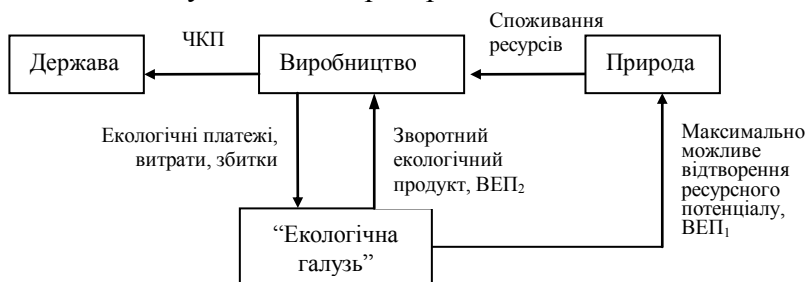 Споживання
ресурсів
ЧКП
Держава
Виробництво
Природа
Екологічні платежі,
витрати, збитки
Зворотний
екологічний
продукт, ВЕП₂
Максимально
можливе
відтворення
ресурсного
потенціалу,
ВЕП₁
“Екологічна
галузь”